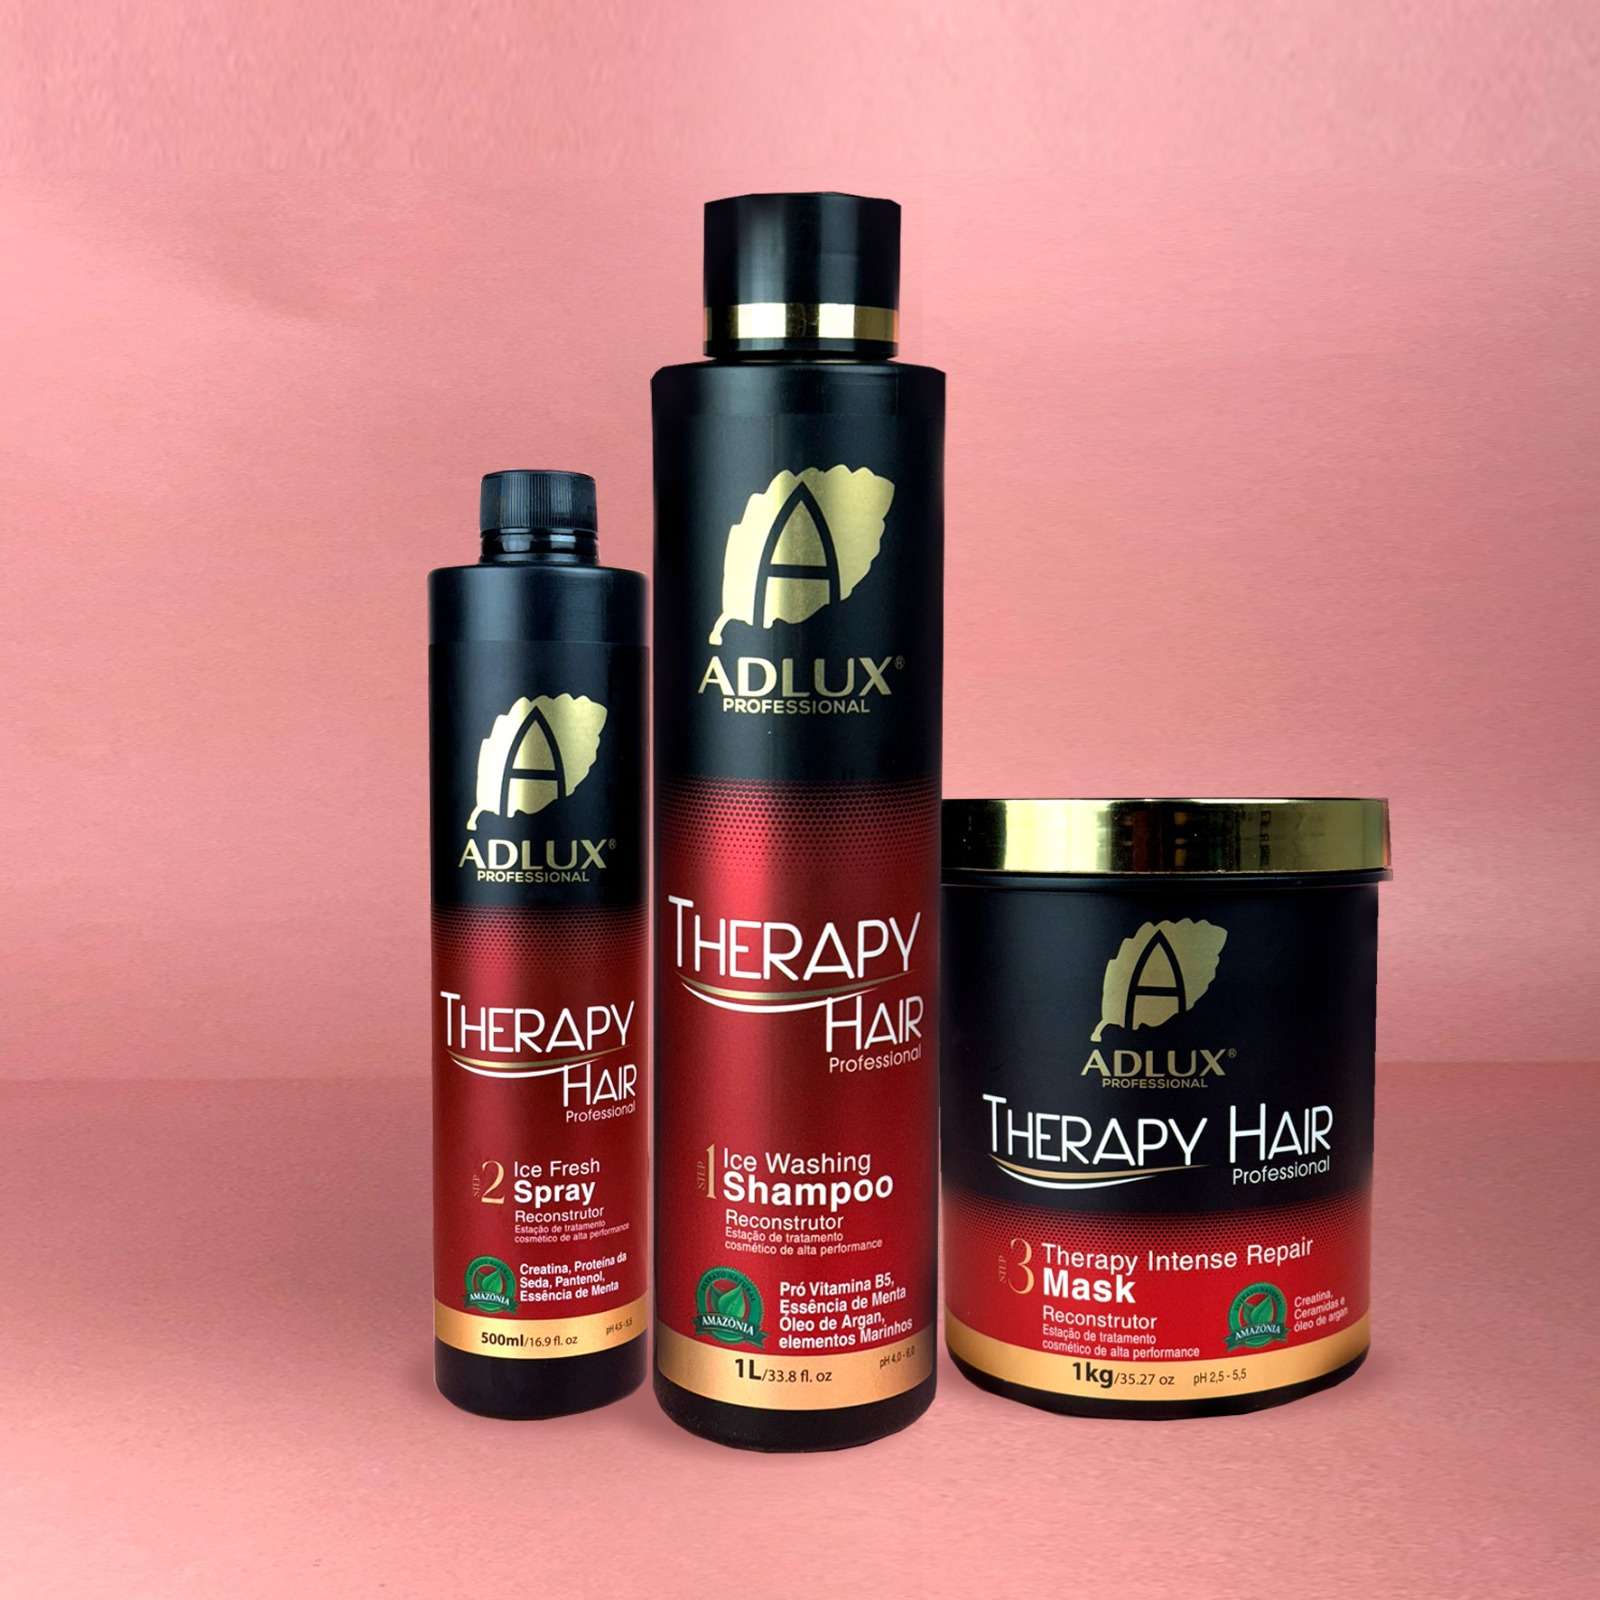 ADLUX®
PROFESSIONAL
THERAPY
HAIR
Professional
STEP 2
Ice Fresh
Spray
Reconstrutor
Estação de tratamento
cosmético de alta performance
AMAZÔNIA
Creatina, Proteína da
Seda, Pantenol,
Essência de Menta
500ml/16.9 fl. oz
pH 4,5 - 5,5
A
ADLUX®
PROFESSIONAL
THERAPY
HAIR
Professional
STEP 1
Ice Washing
Shampoo
Reconstrutor
Estação de tratamento
cosmético de alta performance
AMAZÔNIA
Pró Vitamina B5,
Essência de Menta
Óleo de Argan,
elementos Marinhos
1L/33.8 fl. oz
pH 4,0 - 6,0
ADLUX®
PROFESSIONAL
THERAPY HAIR
Professional
STEP 3
Therapy Intense Repair
Mask
Reconstrutor
Estação de tratamento
cosmético de alta performance
AMAZÔNIA
Creatina,
Ceramidas e
óleo de argan
1kg/35.27 oz
pH 2,5 - 5,5